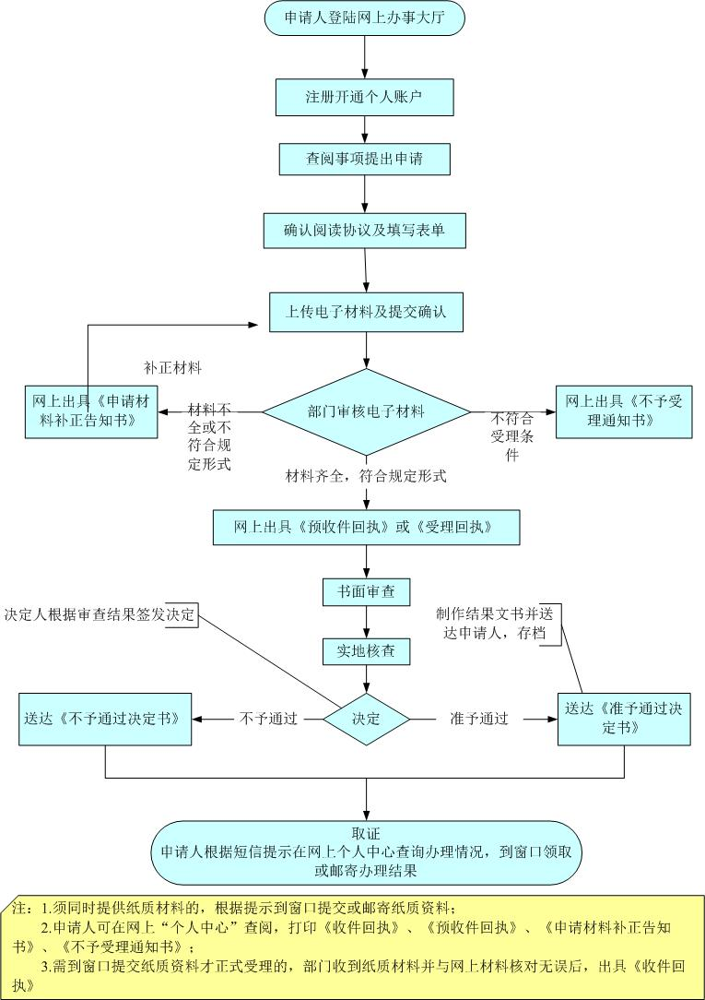 申请人登陆网上办事大厅
注册开通个人账户
查阅事项提出申请
确认阅读协议及填写表单
上传电子材料及提交确认
补正材料
网上出具《申请材
料补正告知书》
材料不
全或不
符合规
定形式
部门审核电子材料
不符合
受理条
件
网上出具《不予受
理通知书》
材料齐全，符合规定形式
网上出具《预收件回执》或《受理回执》
书面审查
决定人根据审查结果签发决定
制作结果文书并送
达申请人，存档
实地核查
送达《不予通过决定书》
不予通过
决定
准予通过
送达《准予通过决
定书》
取证
申请人根据短信提示在网上个人中心查询办理情况，到窗口领取
或邮寄办理结果
注：1.须同时提供纸质材料的，根据提示到窗口提交或邮寄纸质资料；
2.申请人可在网上“个人中心”查阅，打印《收件回执》、《预收件回执》、《申请材料补正告知
书》、《不予受理通知书》；
3.需到窗口提交纸质资料才正式受理的，部门收到纸质材料并与网上材料核对无误后，出具《收件回
执》